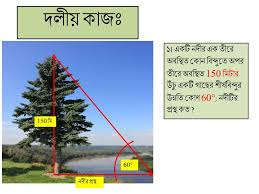 দলীয় কাজঃ
১। একটি নদীর এক তীরে
অবস্থিত কোন বিন্দুতে অপর
তীরে অবস্থিত 150 মিটার
উঁচু একটি গাছের শীর্ষবিন্দুর
উন্নতি কোণ 60°; নদীটির
প্রস্থ কত ?
150 মি.
60°
নদীর প্রস্থ